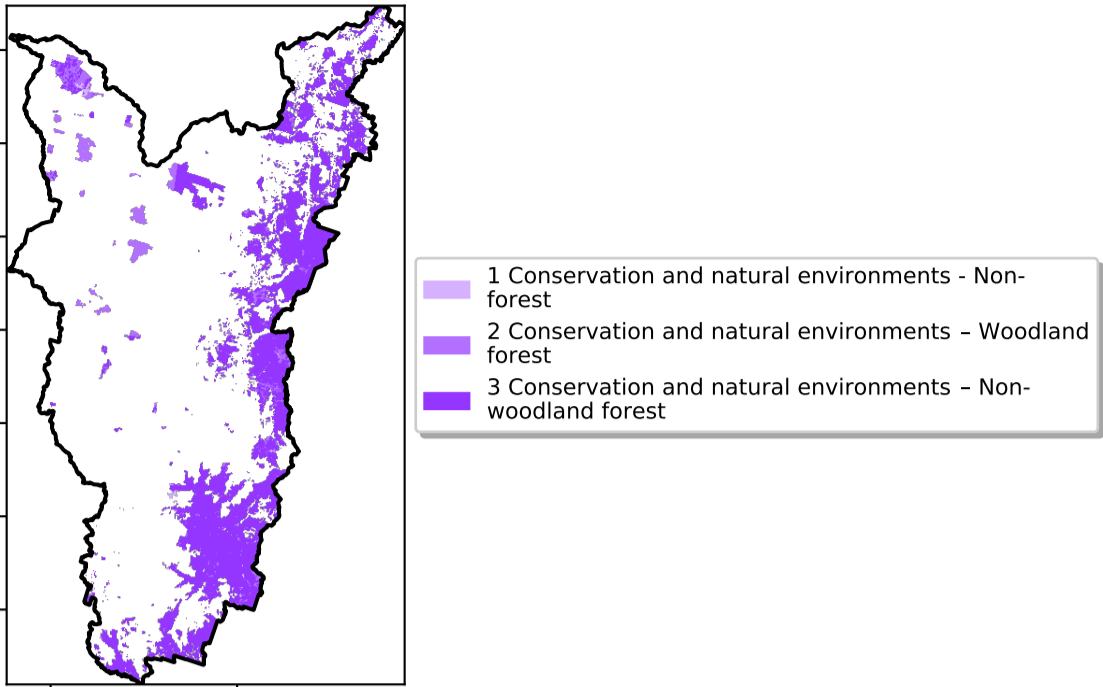 1 Conservation and natural environments - Non-
forest
2 Conservation and natural environments – Woodland
forest
3 Conservation and natural environments – Non-
woodland forest